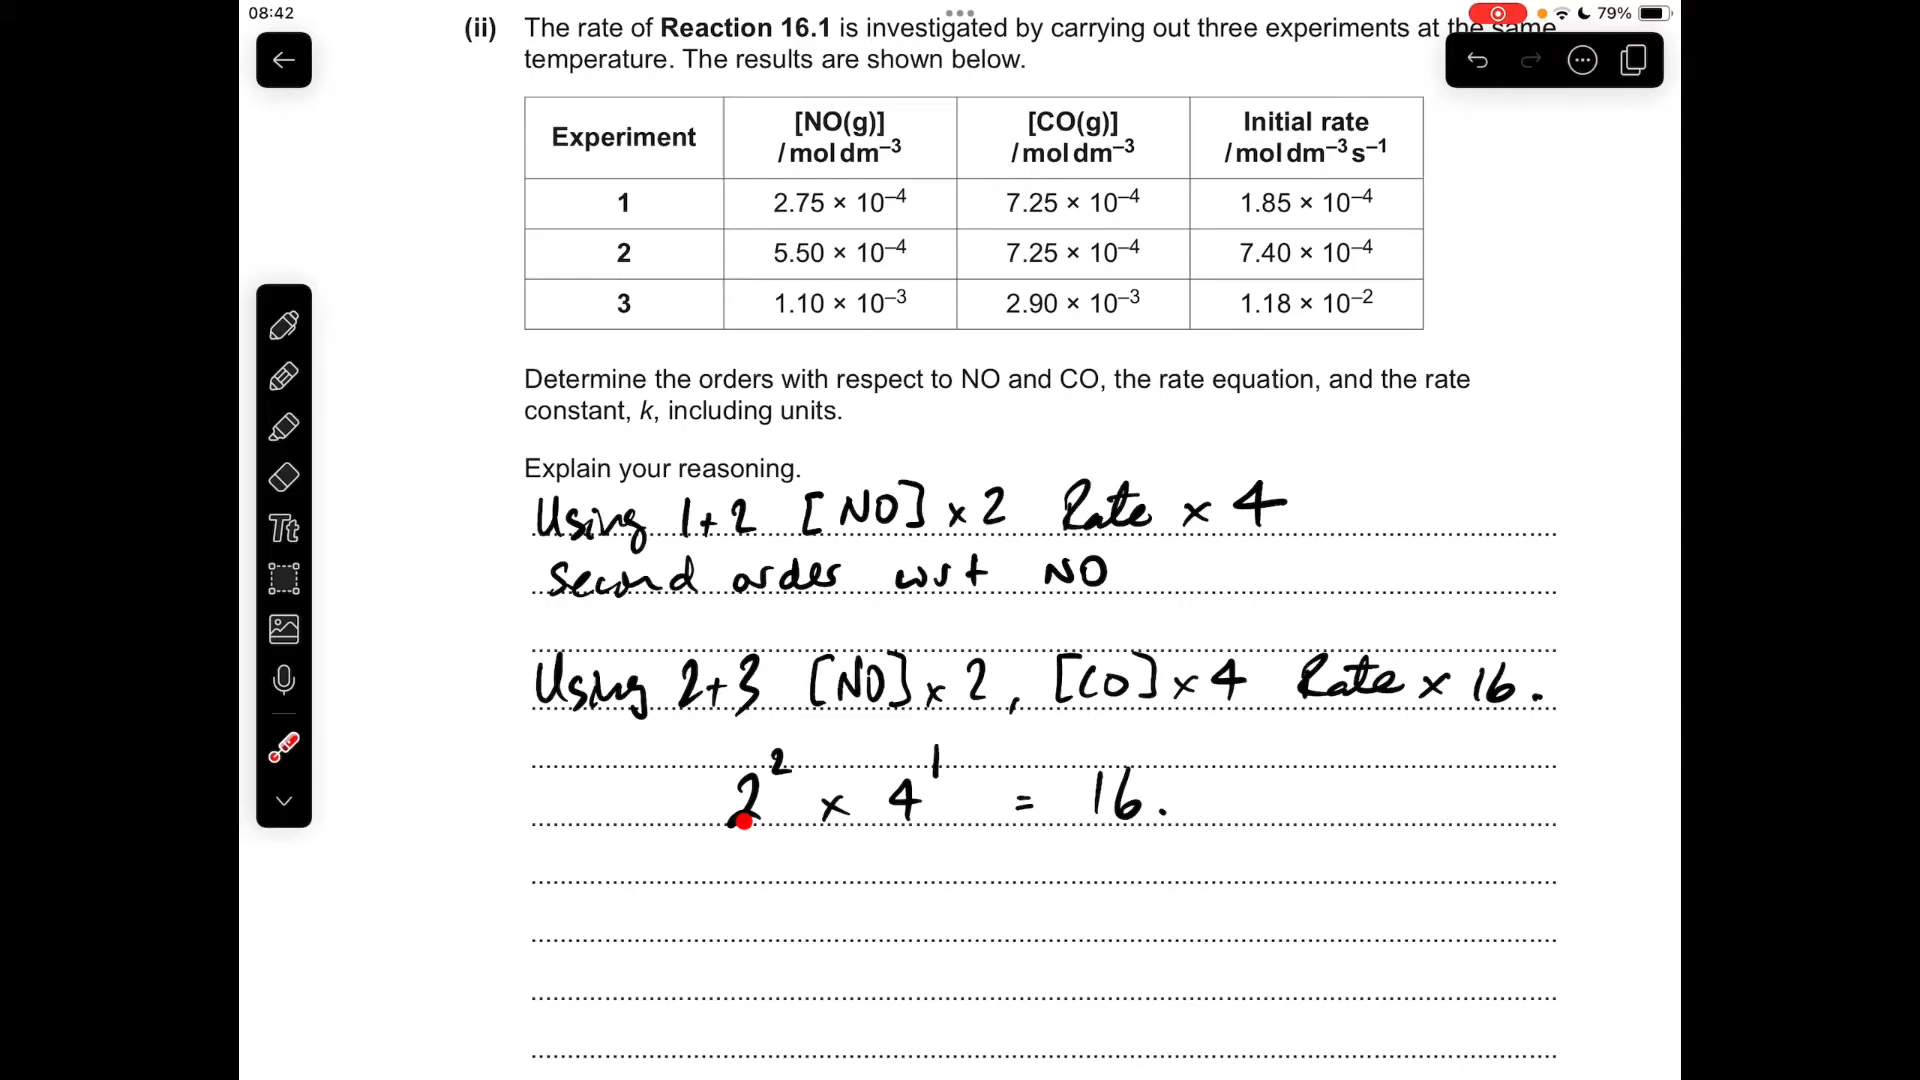 08:42
79%
(ii) The rate of Reaction 16.1 is investigated by carrying out three experiments at the same
temperature. The results are shown below.
Experiment [NO(g)] / mol dm⁻³ [CO(g)] / mol dm⁻³ Initial rate / mol dm⁻³ s⁻¹
1 2.75 × 10⁻⁴ 7.25 × 10⁻⁴ 1.85 × 10⁻⁴
2 5.50 × 10⁻⁴ 7.25 × 10⁻⁴ 7.40 × 10⁻⁴
3 1.10 × 10⁻³ 2.90 × 10⁻³ 1.18 × 10⁻²
Determine the orders with respect to NO and CO, the rate equation, and the rate
constant, k, including units.
Explain your reasoning.
Using 1+2 [NO] × 2 Rate × 4
Second order wrt NO
Using 2+3 [NO] × 2, [CO] × 4 Rate × 16.
2² × 4¹ = 16.
Tt